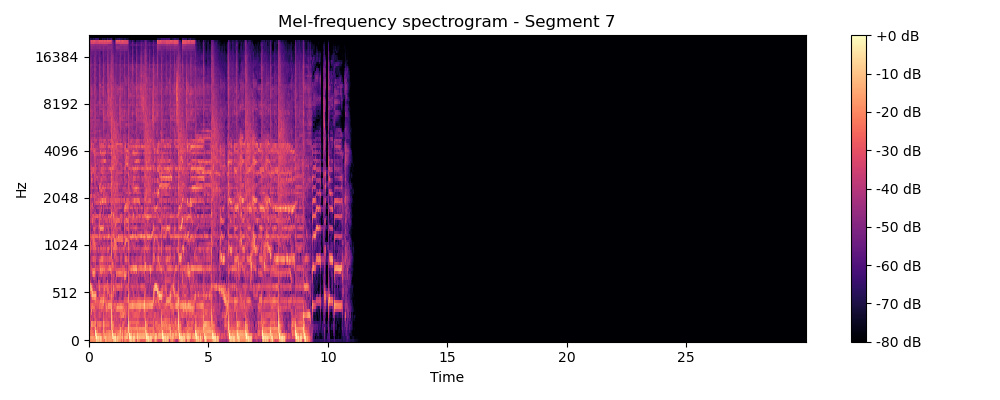 Mel-frequency spectrogram - Segment 7
Hz
16384
8192
4096
2048
1024
512
0
0 5 10 15 20 25
Time
+0 dB
-10 dB
-20 dB
-30 dB
-40 dB
-50 dB
-60 dB
-70 dB
-80 dB